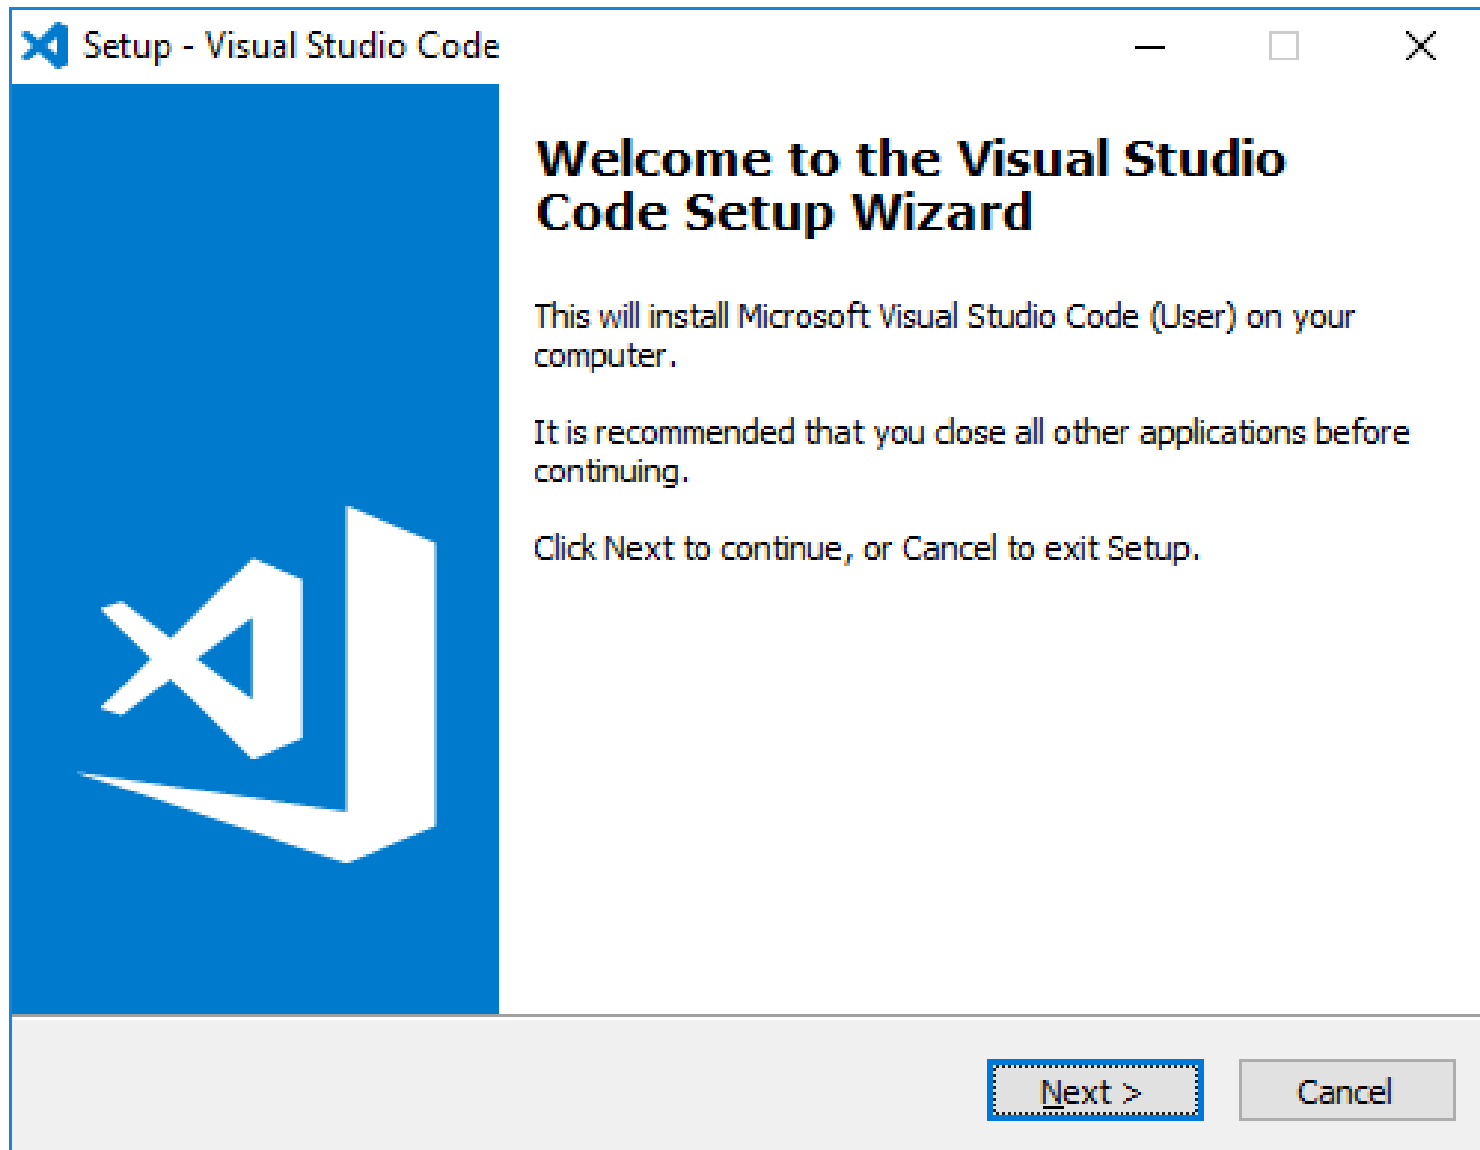 Setup - Visual Studio Code
Welcome to the Visual Studio
Code Setup Wizard
This will install Microsoft Visual Studio Code (User) on your
computer.
It is recommended that you close all other applications before
continuing.
Click Next to continue, or Cancel to exit Setup.
Next >
Cancel